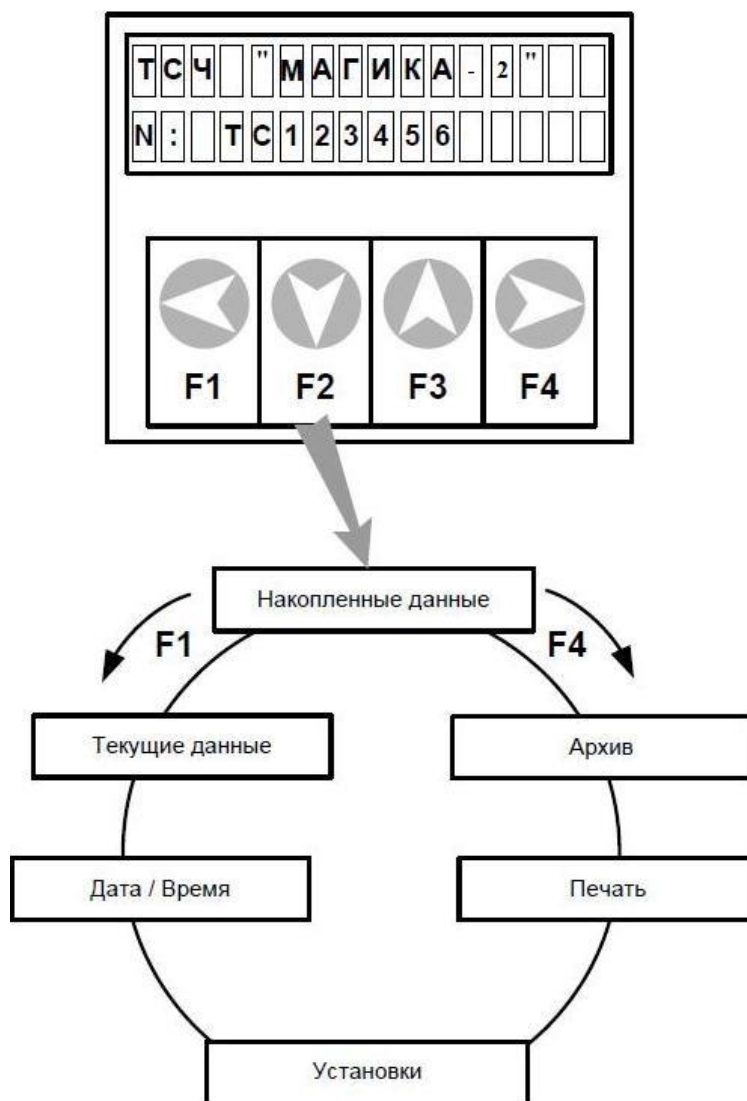 ТСЧ "МАГИКА-2"
N: ТС123456
F1 F2 F3 F4
Накопленные данные
F1 F4
Текущие данные Архив
Дата / Время Печать
Установки